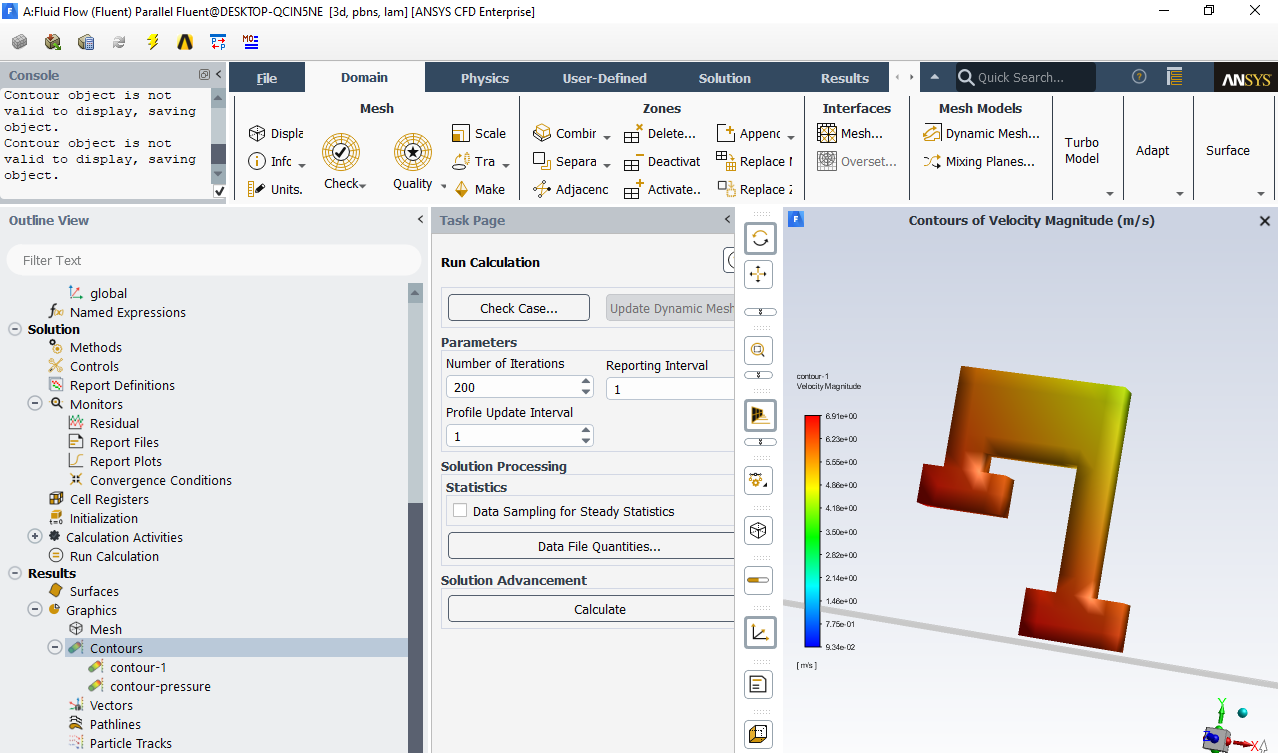 A:Fluid Flow (Fluent) Parallel Fluent@DESKTOP-QCIN5NE [3d, pbns, lam] [ANSYS CFD Enterprise]
Console
Contour object is not
valid to display, saving
object.
Contour object is not
valid to display, saving
object.
File
Domain
Physics
User-Defined
Solution
Results
Quick Search...
ANSYS
Mesh
Displa
Info
Units.
Check
Quality
Scale
Tra
Make
Zones
Combir
Separa
Adjacenc
Delete...
Deactivat
Activate..
Appenc
Replace M
Replace Z
Interfaces
Mesh...
Overset...
Mesh Models
Dynamic Mesh...
Mixing Planes...
Turbo
Model
Adapt
Surface
Outline View
Filter Text
global
Named Expressions
Solution
Methods
Controls
Report Definitions
Monitors
Residual
Report Files
Report Plots
Convergence Conditions
Cell Registers
Initialization
Calculation Activities
Run Calculation
Results
Surfaces
Graphics
Mesh
Contours
contour-1
contour-pressure
Vectors
Pathlines
Particle Tracks
Task Page
Run Calculation
Check Case...
Update Dynamic Mesh
Parameters
Number of Iterations
Reporting Interval
200
1
Profile Update Interval
1
Solution Processing
Statistics
Data Sampling for Steady Statistics
Data File Quantities...
Solution Advancement
Calculate
Contours of Velocity Magnitude (m/s)
contour-1
Velocity Magnitude
6.91e+00
6.23e+00
5.55e+00
4.86e+00
4.18e+00
3.50e+00
2.82e+00
2.14e+00
1.46e+00
7.75e-01
9.34e-02
[ m/s ]
Y
X